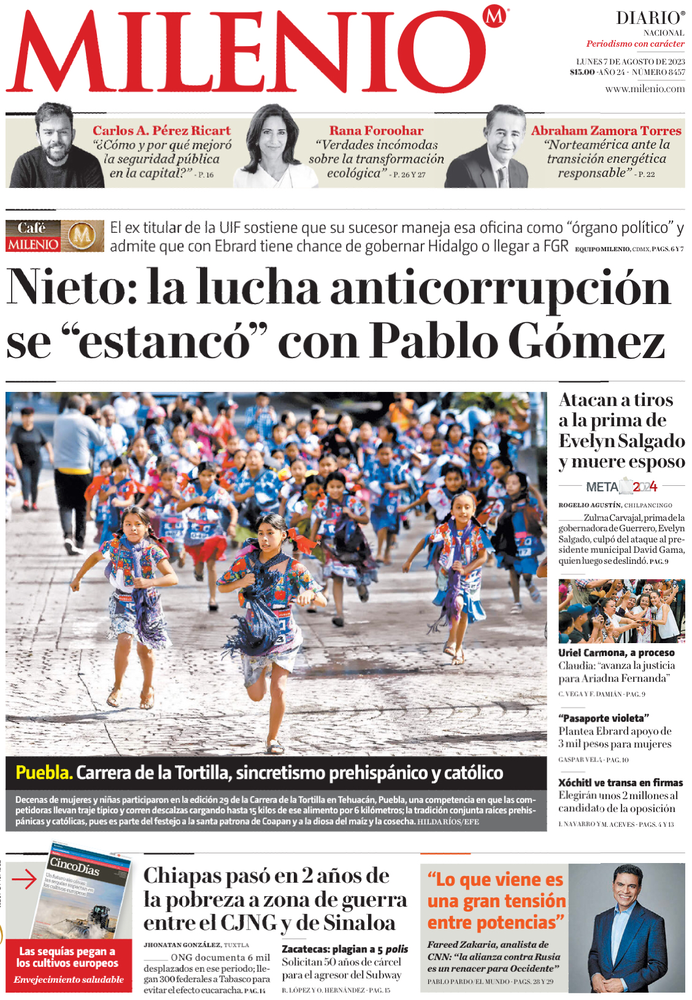 MILENIO
M
DIARIO®
NACIONAL
Periodismo con carácter
LUNES 7 DE AGOSTO DE 2023
$15.00 -AÑO 24 - NÚMERO 8457
www.milenio.com
Carlos A. Pérez Ricart
“¿Cómo y por qué mejoró
la seguridad pública
en la capital?” - P. 16
Rana Foroohar
“Verdades incómodas
sobre la transformación
ecológica” - P. 26 Y 27
Abraham Zamora Torres
“Norteamérica ante la
transición energética
responsable” - P. 22
Café
MILENIO
M
El ex titular de la UIF sostiene que su sucesor maneja esa oficina como “órgano político” y
admite que con Ebrard tiene chance de gobernar Hidalgo o llegar a FGR EQUIPO MILENIO, CDMX, PAGS. 6 Y 7
Nieto: la lucha anticorrupción
se “estancó” con Pablo Gómez
Puebla. Carrera de la Tortilla, sincretismo prehispánico y católico
Decenas de mujeres y niñas participaron en la edición 29 de la Carrera de la Tortilla en Tehuacán, Puebla, una competencia en que las com-
petidoras llevan traje típico y corren descalzas cargando hasta 15 kilos de ese alimento por 6 kilómetros; la tradición conjunta raíces prehis-
pánicas y católicas, pues es parte del festejo a la santa patrona de Coapan y a la diosa del maíz y la cosecha. HILDA RÍOS/EFE
Atacan a tiros
a la prima de
Evelyn Salgado
y muere esposo
META 2024
ROGELIO AGUSTÍN, CHILPANCINGO
Zulma Carvajal, prima de la
gobernadora de Guerrero, Evelyn
Salgado, culpó del ataque al pre-
sidente municipal David Gama,
quien luego se deslindó. PAG. 9
Uriel Carmona, a proceso
Claudia: “avanza la justicia
para Ariadna Fernanda”
C. VEGA Y F. DAMIÁN - PAG. 9
“Pasaporte violeta”
Plantea Ebrard apoyo de
3 mil pesos para mujeres
GASPAR VELA - PAG. 10
Xóchitl ve transa en firmas
Elegirán unos 2 millones al
candidato de la oposición
I. NAVARRO Y M. ACEVES - PAGS. 4 Y 13
CincoDías
Un futuro sin olivas:
las sequías impactan en
los cultivos europeos
Las sequías pegan a
los cultivos europeos
Envejecimiento saludable
Chiapas pasó en 2 años de
la pobreza a zona de guerra
entre el CJNG y de Sinaloa
JHONATAN GONZÁLEZ, TUXTLA
ONG documenta 6 mil
desplazados en ese periodo; lle-
gan 300 federales a Tabasco para
evitar el efecto cucaracha. PAG. 14
Zacatecas: plagian a 5 polis
Solicitan 50 años de cárcel
para el agresor del Subway
R. LÓPEZ Y O. HERNÁNDEZ - PAG. 15
“Lo que viene es
una gran tensión
entre potencias”
Fareed Zakaria, analista de
CNN: “la alianza contra Rusia
es un renacer para Occidente”
PABLO PARDO/EL MUNDO - PAGS. 28 Y 29